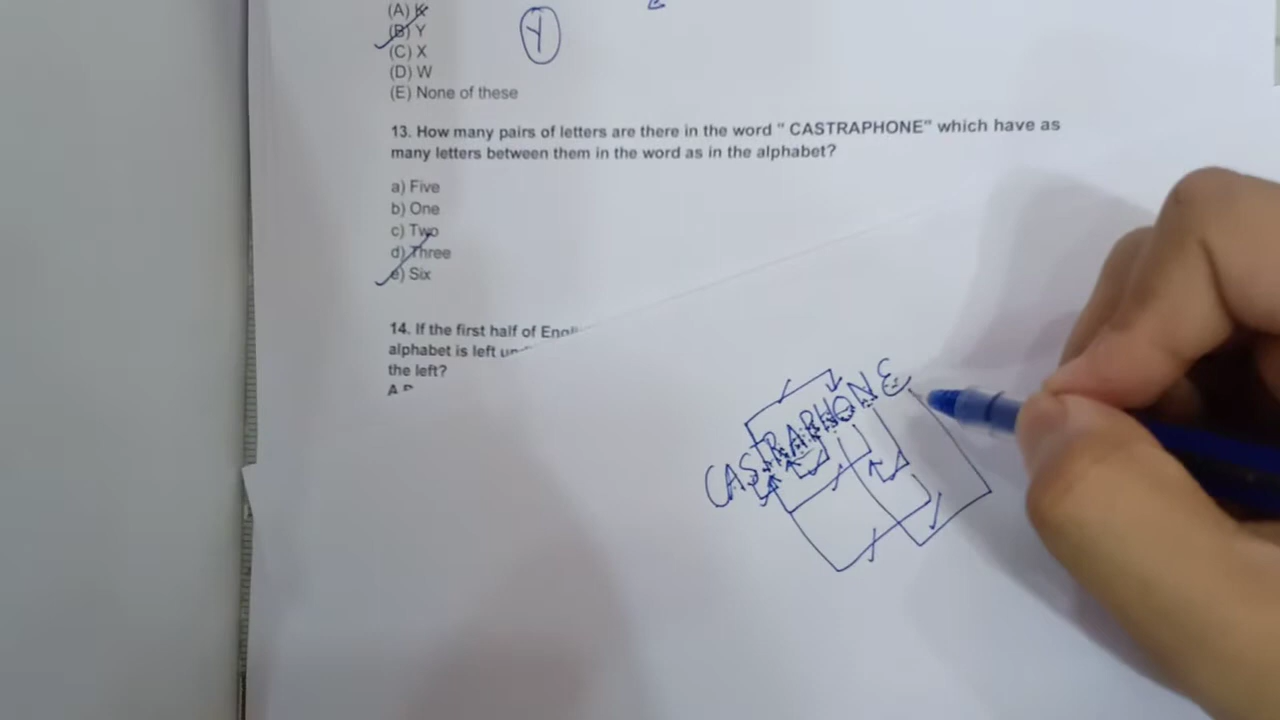 (A) K
(B) Y
Y
(C) X
(D) W
(E) None of these
13. How many pairs of letters are there in the word " CASTRAPHONE" which have as
many letters between them in the word as in the alphabet?
a) Five
b) One
c) Two
d) Three
e) Six
14. If the first half of
alphabet is left
the left?
CASTRAPHONE